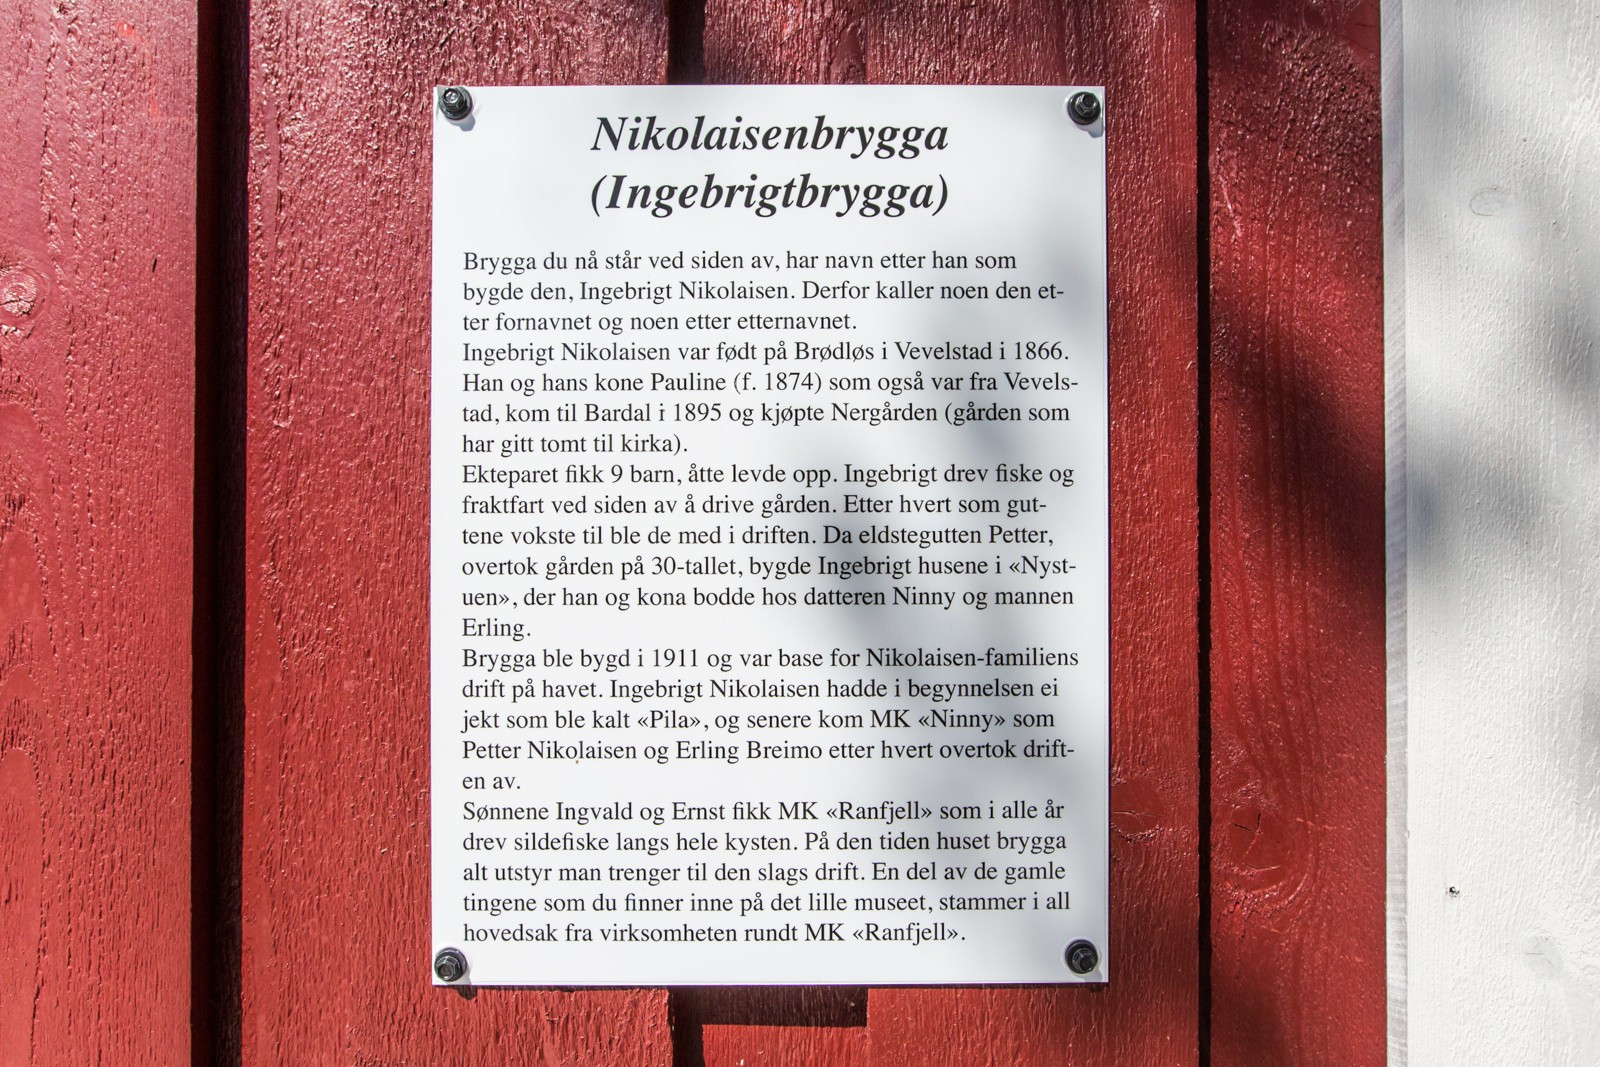 Nikolaisenbrygga
(Ingebrigtbrygga)
Brygga du nå står ved siden av, har navn etter han som
bygde den, Ingebrigt Nikolaisen. Derfor kaller noen den et-
ter fornavnet og noen etter etternavnet.
Ingebrigt Nikolaisen var født på Brødløs i Vevelstad i 1866.
Han og hans kone Pauline (f. 1874) som også var fra Vevels-
tad, kom til Bardal i 1895 og kjøpte Nergården (gården som
har gitt tomt til kirka).
Ekteparet fikk 9 barn, åtte levde opp. Ingebrigt drev fiske og
fraktfart ved siden av å drive gården. Etter hvert som gut-
tene vokste til ble de med i driften. Da eldstegutten Petter,
overtok gården på 30-tallet, bygde Ingebrigt husene i «Nyst-
uen», der han og kona bodde hos datteren Ninny og mannen
Erling.
Brygga ble bygd i 1911 og var base for Nikolaisen-familiens
drift på havet. Ingebrigt Nikolaisen hadde i begynnelsen ei
jekt som ble kalt «Pila», og senere kom MK «Ninny» som
Petter Nikolaisen og Erling Breimo etter hvert overtok drift-
en av.
Sønnene Ingvald og Ernst fikk MK «Ranfjell» som i alle år
drev sildefiske langs hele kysten. På den tiden huset brygga
alt utstyr man trenger til den slags drift. En del av de gamle
tingene som du finner inne på det lille museet, stammer i all
hovedsak fra virksomheten rundt MK «Ranfjell».